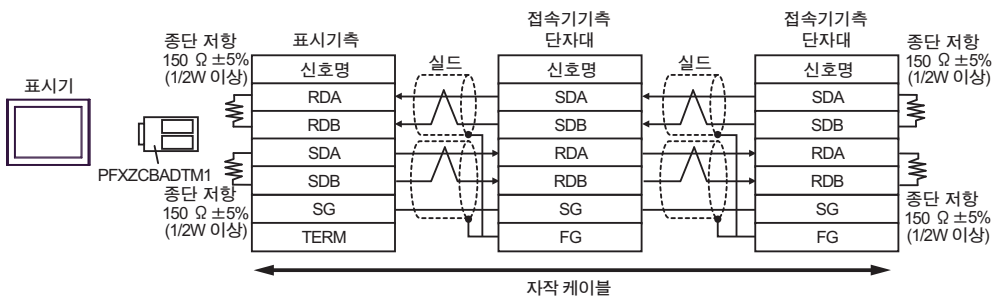 표시기
PFXZCBADTM1
종단 저항
150 Ω ±5%
(1/2W 이상)
종단 저항
150 Ω ±5%
(1/2W 이상)
표시기측
신호명
RDA
RDB
SDA
SDB
SG
TERM
실드
접속기기측
단자대
신호명
SDA
SDB
RDA
RDB
SG
FG
실드
접속기기측
단자대
신호명
SDA
SDB
RDA
RDB
SG
FG
종단 저항
150 Ω ±5%
(1/2W 이상)
종단 저항
150 Ω ±5%
(1/2W 이상)
자작 케이블